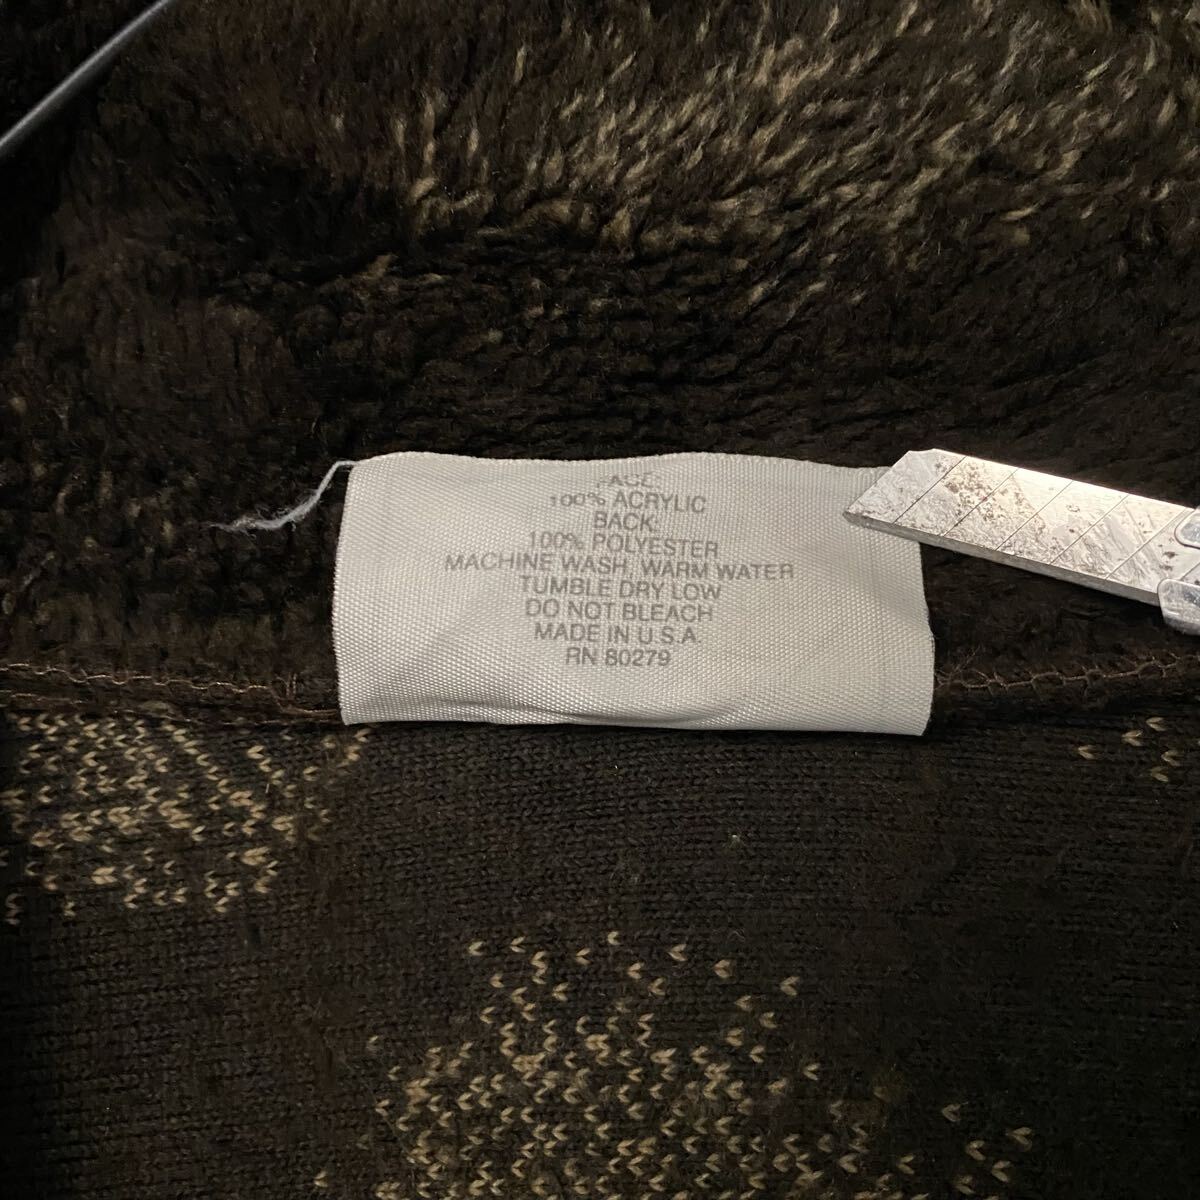 FACE:
100% ACRYLIC
BACK:
100% POLYESTER
MACHINE WASH, WARM WATER
TUMBLE DRY LOW
DO NOT BLEACH
MADE IN U.S.A.
RN 80279